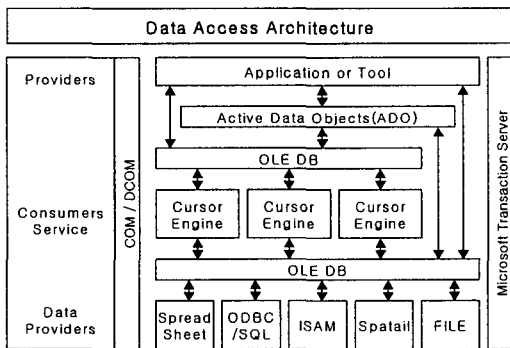 Data Access Architecture
Providers
Application or Tool
Active Data Objects(ADO)
OLE DB
COM / DCOM
Microsoft Transaction Server
Consumers
Service
Cursor
Engine
Cursor
Engine
Cursor
Engine
OLE DB
Data
Providers
Spread
Sheet
ODBC
/SQL
ISAM
Spatail
FILE